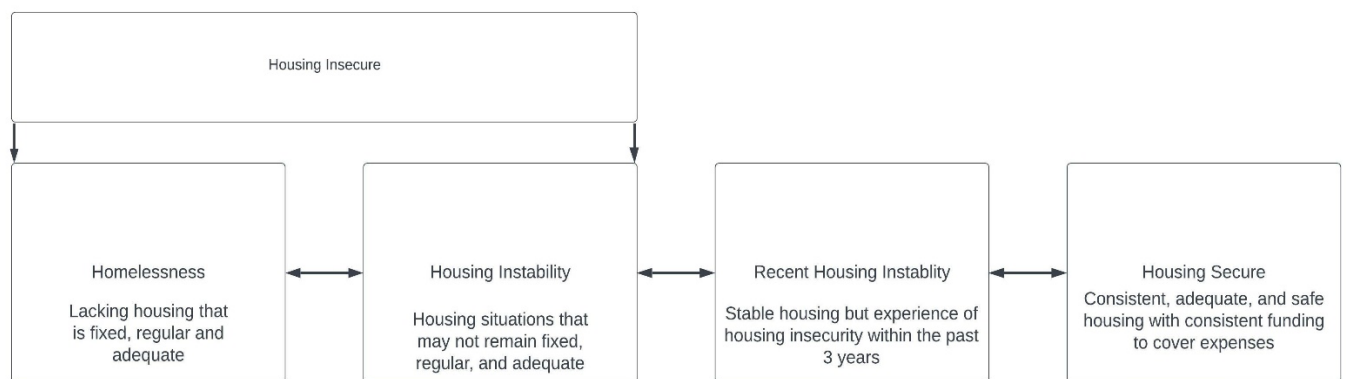 Housing Insecure
Homelessness
Lacking housing that
is fixed, regular and
adequate
Housing Instability
Housing situations that
may not remain fixed,
regular, and adequate
Recent Housing Instablity
Stable housing but experience of
housing insecurity within the past
3 years
Housing Secure
Consistent, adequate, and safe
housing with consistent funding
to cover expenses